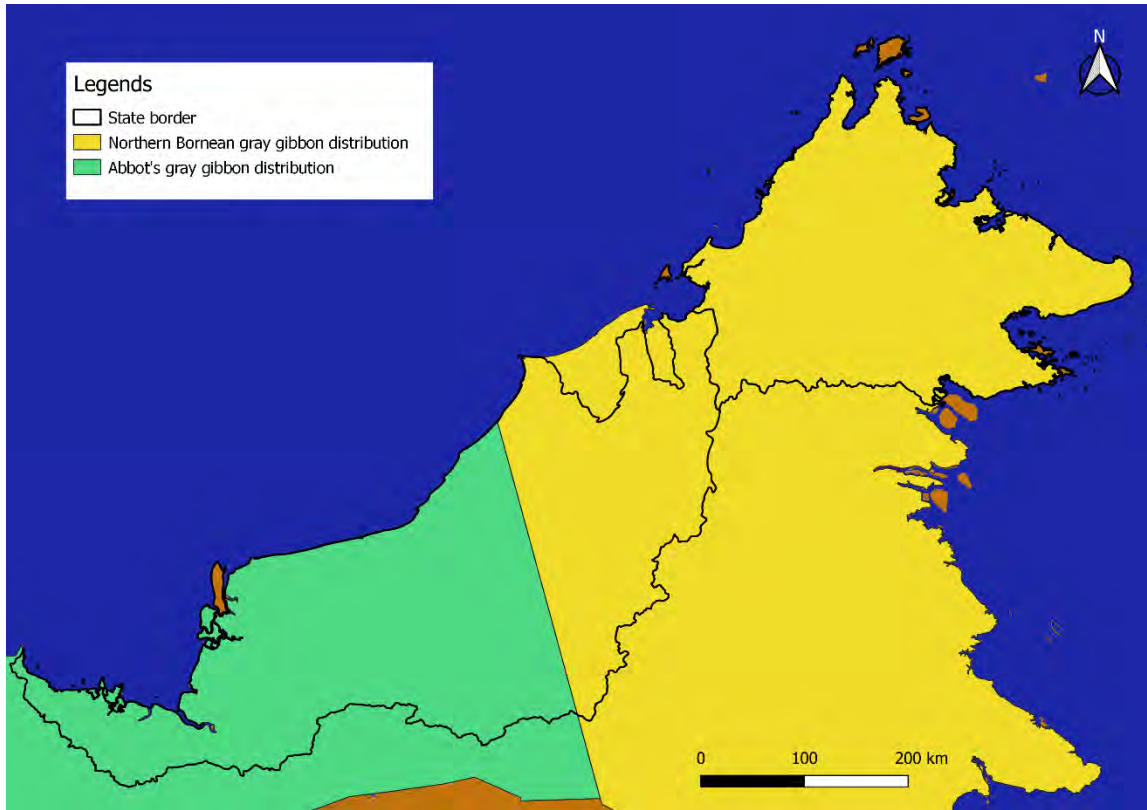 Legends
State border
Northern Bornean gray gibbon distribution
Abbot's gray gibbon distribution
N
0 100 200 km